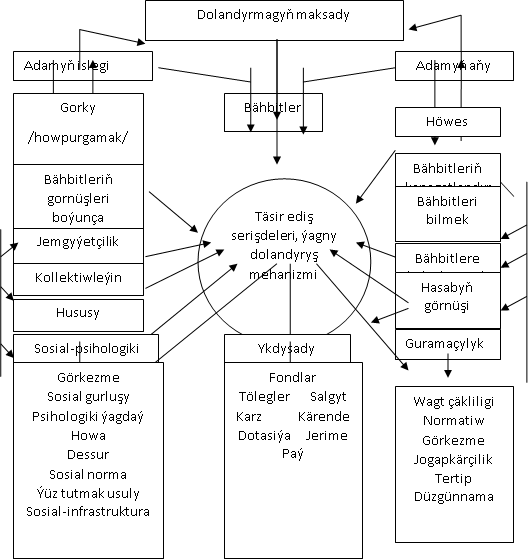 Dolandyrmagyň maksady
Adamyň islegi
Adamyň aňy
Bähbitler
Gorky
/howpurgamak/
Höwes
Bähbitleriň
gornüşleri
boýunça
Bähbitleriň
Bähbitleri
bilmek
Täsir ediş
serişdeleri, ýagny
dolandyryş
mehanizmi
Jemgyýetçilik
Kollektiwleýin
Hususy
Bähbitlere
Hasabyň
görnüşi
Guramaçylyk
Sosial-psihologiki
Görkezme
Sosial gurluşy
Psihologiki ýagdaý
Howa
Dessur
Sosial norma
Ýüz tutmak usuly
Sosial-infrastruktura
Ykdysady
Fondlar
Tölegler Salgyt
Karz Kärende
Dotasiýa Jerime
Paý
Wagt çäkliligi
Normatiw
Görkezme
Jogapkärçilik
Tertip
Düzgünnama